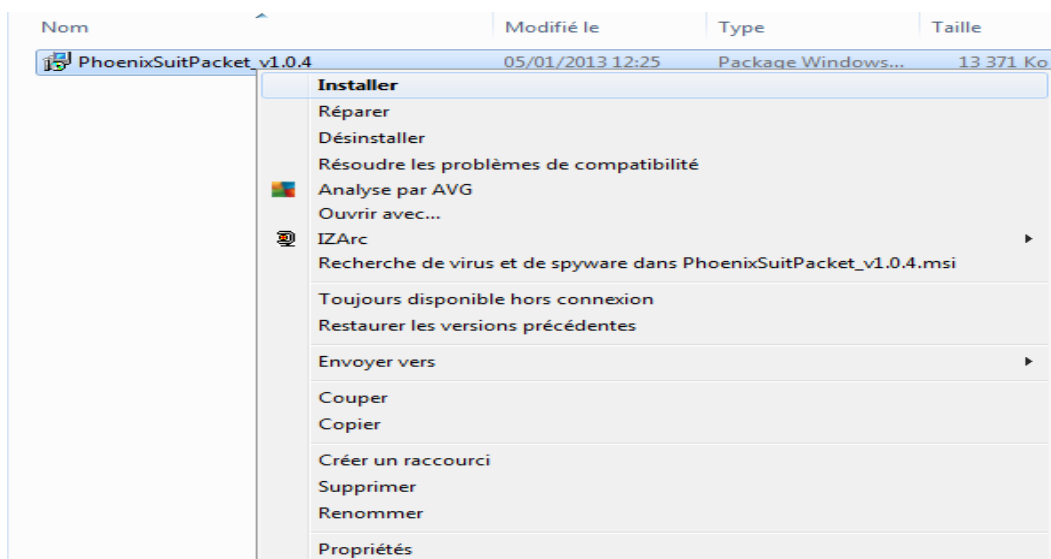 Nom Modifié le Type Taille
PhoenixSuitPacket_v1.0.4 05/01/2013 12:25 Package Windows... 13 371 Ko
Installer
Réparer
Désinstaller
Résoudre les problèmes de compatibilité
Analyse par AVG
Ouvrir avec...
IZArc
Recherche de virus et de spyware dans PhoenixSuitPacket_v1.0.4.msi
Toujours disponible hors connexion
Restaurer les versions précédentes
Envoyer vers
Couper
Copier
Créer un raccourci
Supprimer
Renommer
Propriétés